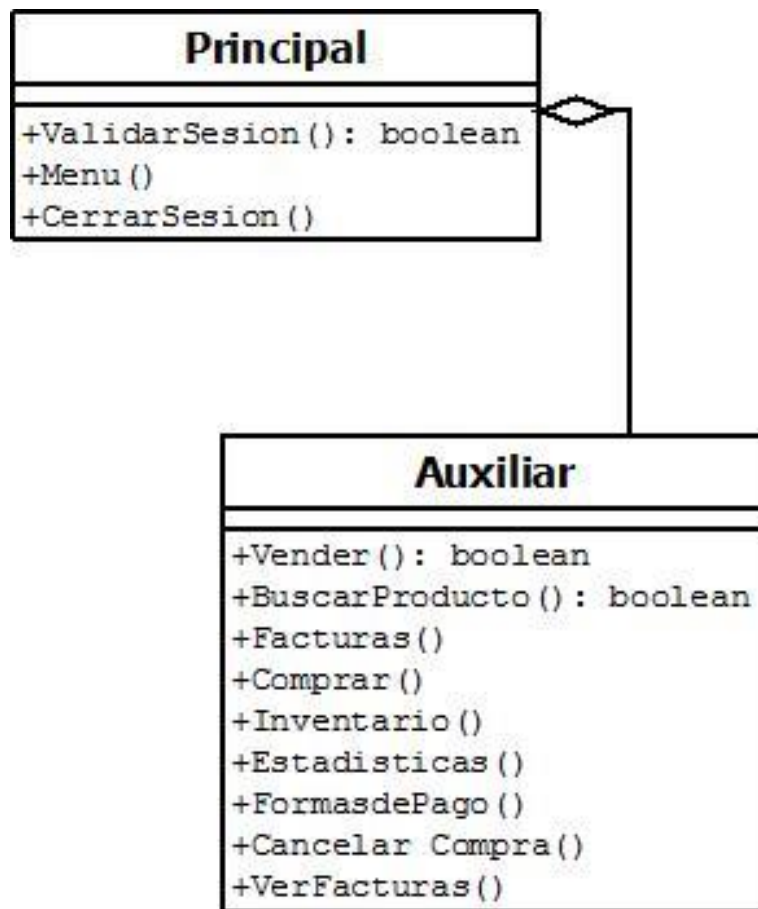 Principal
+ValidarSesion(): boolean
+Menu()
+CerrarSesion()
Auxiliar
+Vender(): boolean
+BuscarProducto(): boolean
+Facturas()
+Comprar()
+Inventario()
+Estadisticas()
+FormasdePago()
+Cancelar Compra()
+VerFacturas()